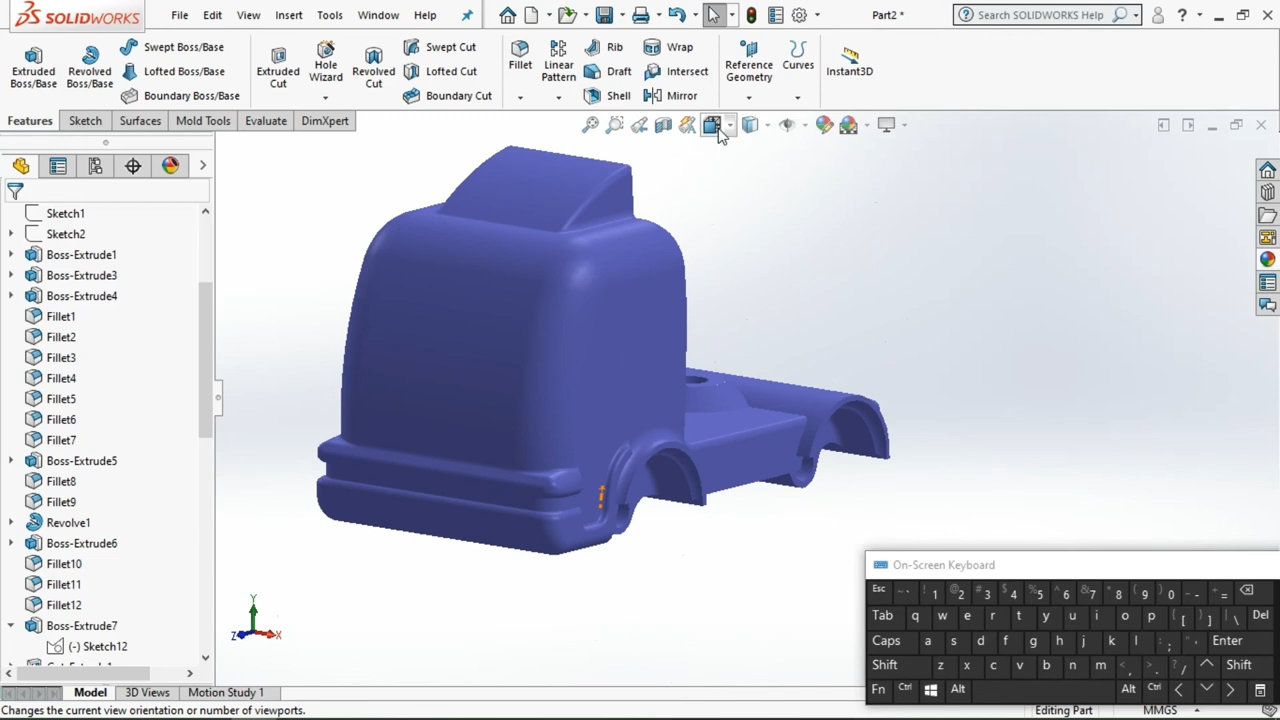 SOLIDWORKS File Edit View Insert Tools Window Help Part2 * Search SOLIDWORKS Help ?
Extruded Boss/Base
Revolved Boss/Base
Swept Boss/Base
Lofted Boss/Base
Boundary Boss/Base
Extruded Cut
Hole Wizard
Revolved Cut
Swept Cut
Lofted Cut
Boundary Cut
Fillet
Linear Pattern
Rib
Draft
Shell
Wrap
Intersect
Mirror
Reference Geometry
Curves
Instant3D
Features Sketch Surfaces Mold Tools Evaluate DimXpert
Sketch1
Sketch2
Boss-Extrude1
Boss-Extrude3
Boss-Extrude4
Fillet1
Fillet2
Fillet3
Fillet4
Fillet5
Fillet6
Fillet7
Boss-Extrude5
Fillet8
Fillet9
Revolve1
Boss-Extrude6
Fillet10
Fillet11
Fillet12
Boss-Extrude7
(-) Sketch12
Y
Z X
On-Screen Keyboard
Esc ~ ` ! 1 @ 2 # 3 $ 4 % 5 ^ 6 & 7 * 8 ( 9 ) 0 _ - + =
Tab q w e r t y u i o p { [ } ] | \ Del
Caps a s d f g h j k l : ; " ' Enter
Shift z x c v b n m < , > . ? / Shift
Fn Ctrl Alt Alt Ctrl
Model 3D Views Motion Study 1
Changes the current view orientation or number of viewports. Editing Part MMGS